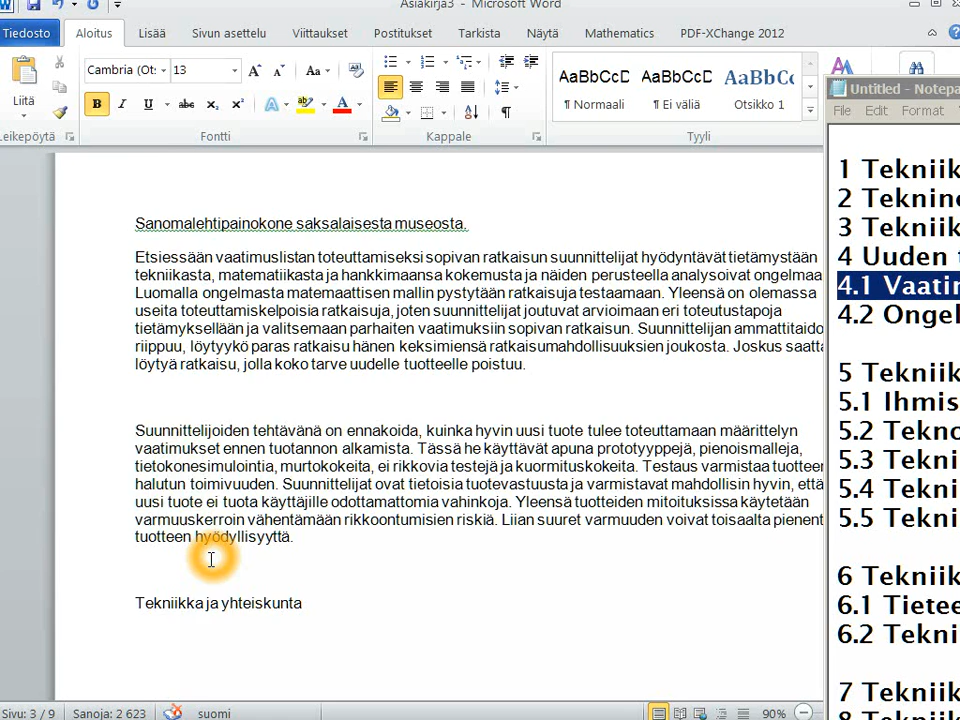 Asiakirja3 - Microsoft Word
Tiedosto Aloitus Lisää Sivun asettelu Viittaukset Postitukset Tarkista Näytä Mathematics PDF-XChange 2012
Liitä
Cambria (Ot: 13
AaBbCcD AaBbCcD AaBbCc
¶ Normaali ¶ Ei väliä Otsikko 1
Leikepöytä Fontti Kappale Tyyli
Untitled - Notepa
File Edit Format
Sanomalehtipainokone saksalaisesta museosta.
Etsiessään vaatimuslistan toteuttamiseksi sopivan ratkaisun suunnittelijat hyödyntävät tietämystään
tekniikasta, matematiikasta ja hankkimaansa kokemusta ja näiden perusteella analysoivat ongelmaa
Luomalla ongelmasta matemaattisen mallin pystytään ratkaisuja testaamaan. Yleensä on olemassa
useita toteuttamiskelpoisia ratkaisuja, joten suunnittelijat joutuvat arvioimaan eri toteutustapoja
tietämyksellään ja valitsemaan parhaiten vaatimuksiin sopivan ratkaisun. Suunnittelijan ammattitaido
riippuu, löytyykö paras ratkaisu hänen keksimiensä ratkaisumahdollisuuksien joukosta. Joskus saatta
löytyä ratkaisu, jolla koko tarve uudelle tuotteelle poistuu.
Suunnittelijoiden tehtävänä on ennakoida, kuinka hyvin uusi tuote tulee toteuttamaan määrittelyn
vaatimukset ennen tuotannon alkamista. Tässä he käyttävät apuna prototyyppejä, pienoismalleja,
tietokonesimulointia, murtokokeita, ei rikkovia testejä ja kuormituskokeita. Testaus varmistaa tuotteen
halutun toimivuuden. Suunnittelijat ovat tietoisia tuotevastuusta ja varmistavat mahdollisin hyvin, että
uusi tuote ei tuota käyttäjille odottamattomia vahinkoja. Yleensä tuotteiden mitoituksissa käytetään
varmuuskerroin vähentämään rikkoontumisien riskiä. Liian suuret varmuuden voivat toisaalta pienent
tuotteen hyödyllisyyttä.
Tekniikka ja yhteiskunta
1 Tekniik
2 Teknine
3 Tekniik
4 Uuden t
4.1 Vaatim
4.2 Ongel
5 Tekniik
5.1 Ihmis
5.2 Tekno
5.3 Tekni
5.4 Tekni
5.5 Tekni
6 Tekniik
6.1 Tietee
6.2 Tekni
7 Tekniik
8 Tekniik
Sivu: 3 / 9 Sanoja: 2 623 suomi 90%